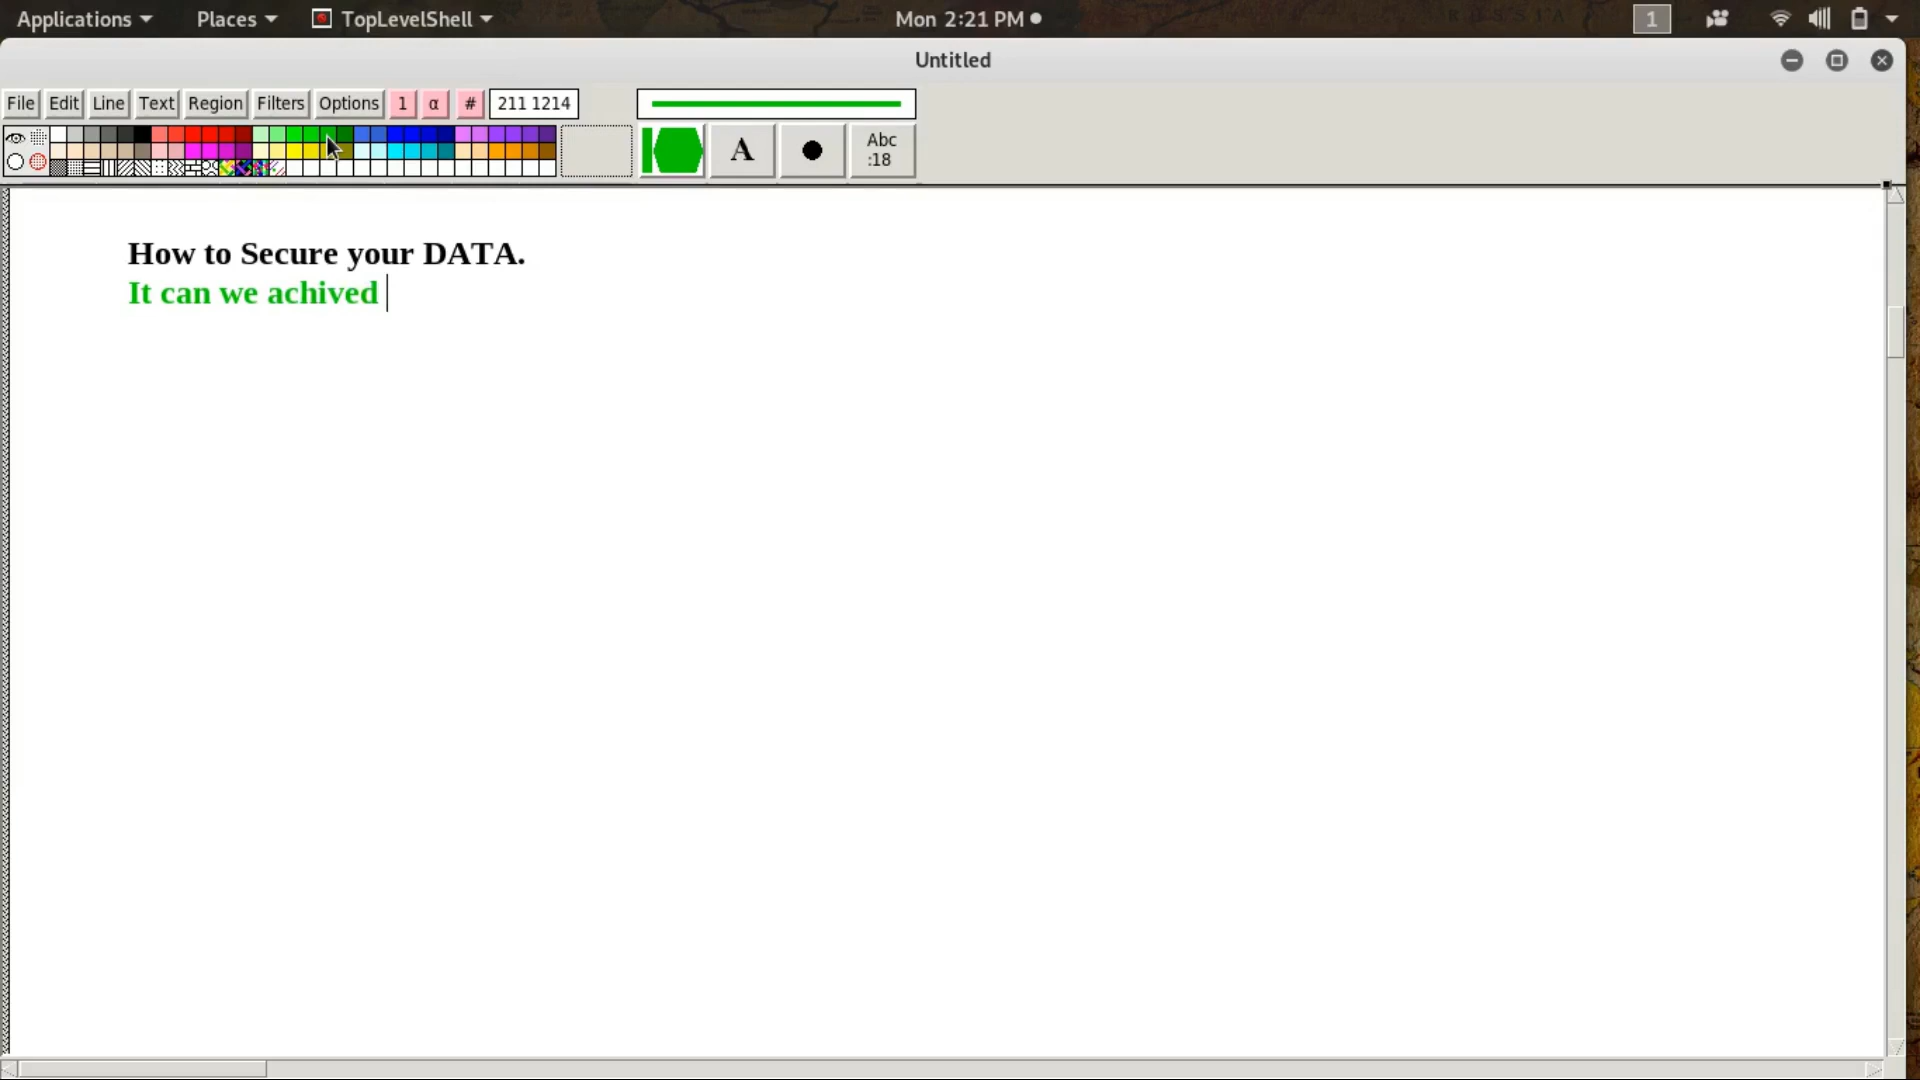 Applications Places TopLevelShell Mon 2:21 PM 1
Untitled
File Edit Line Text Region Filters Options 1 α # 211 1214
A Abc
:18
How to Secure your DATA.
It can we achived